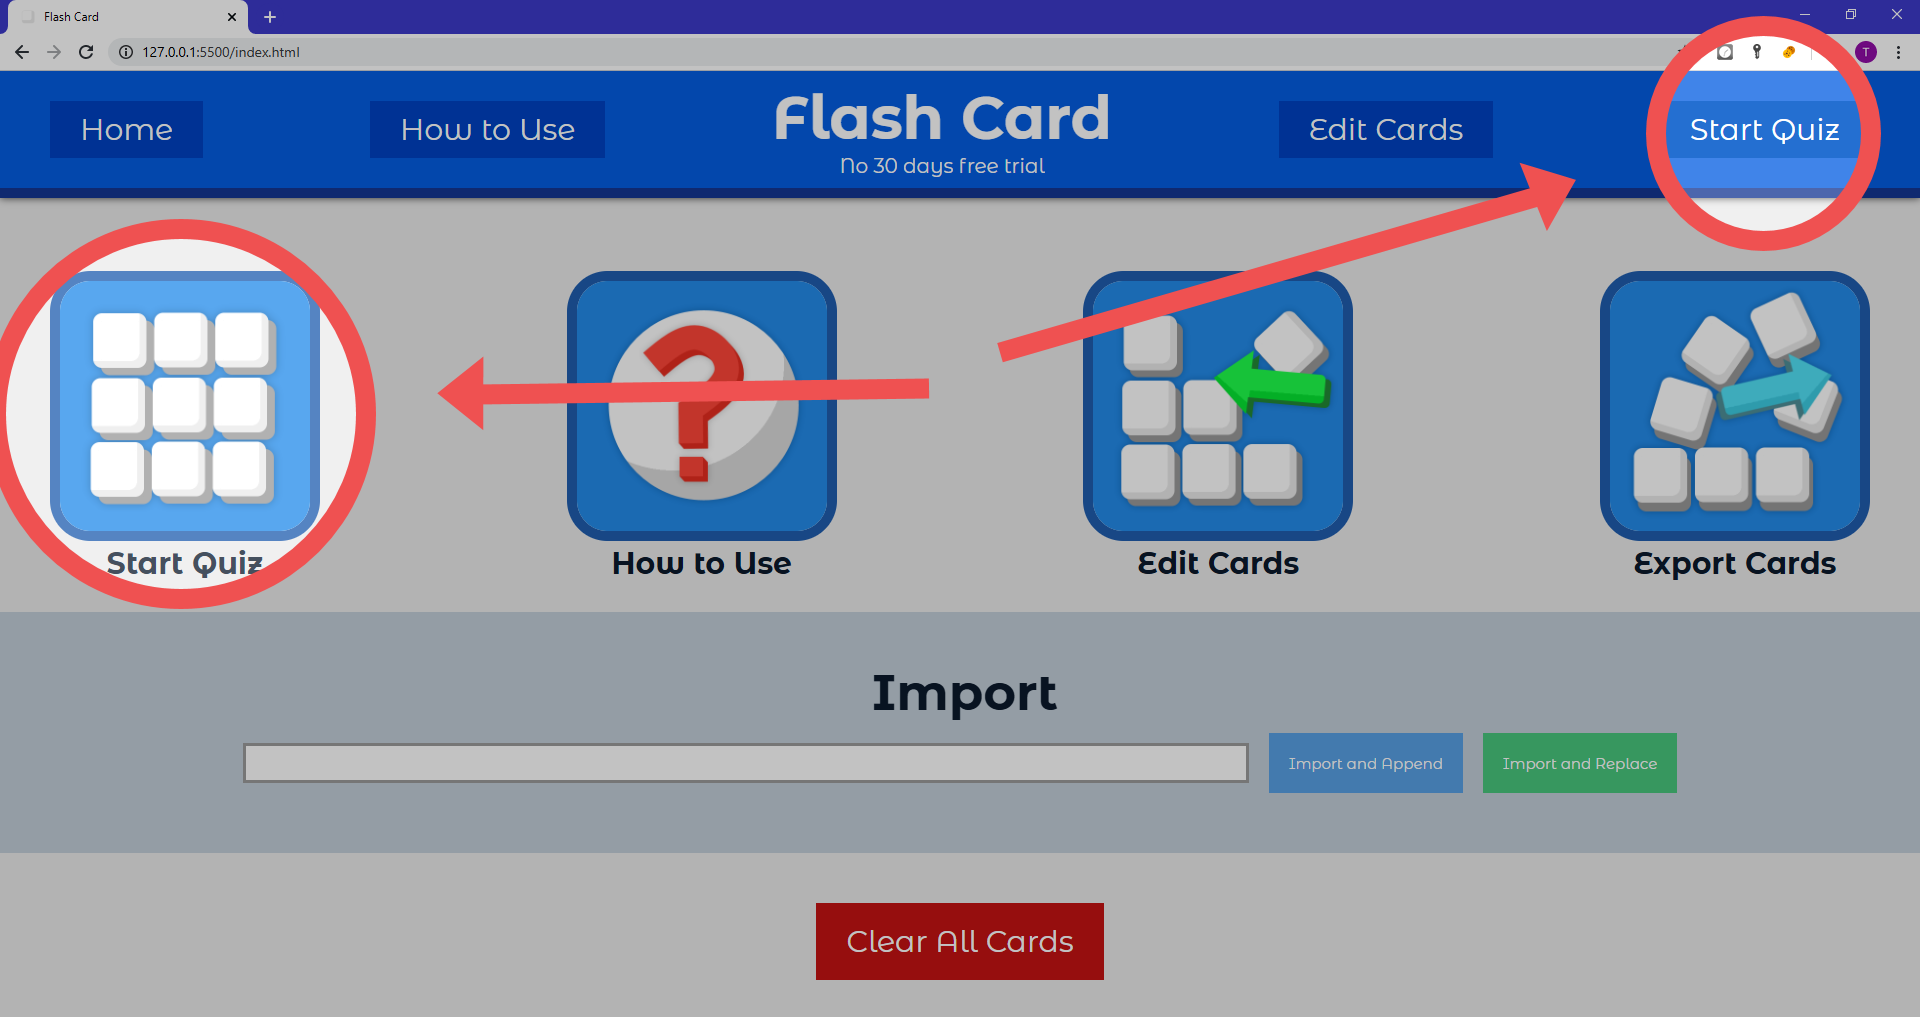 Flash Card
127.0.0.1:5500/index.html
T
Home
How to Use
Flash Card
No 30 days free trial
Edit Cards
Start Quiz
Start Quiz
How to Use
Edit Cards
Export Cards
Import
Import and Append
Import and Replace
Clear All Cards